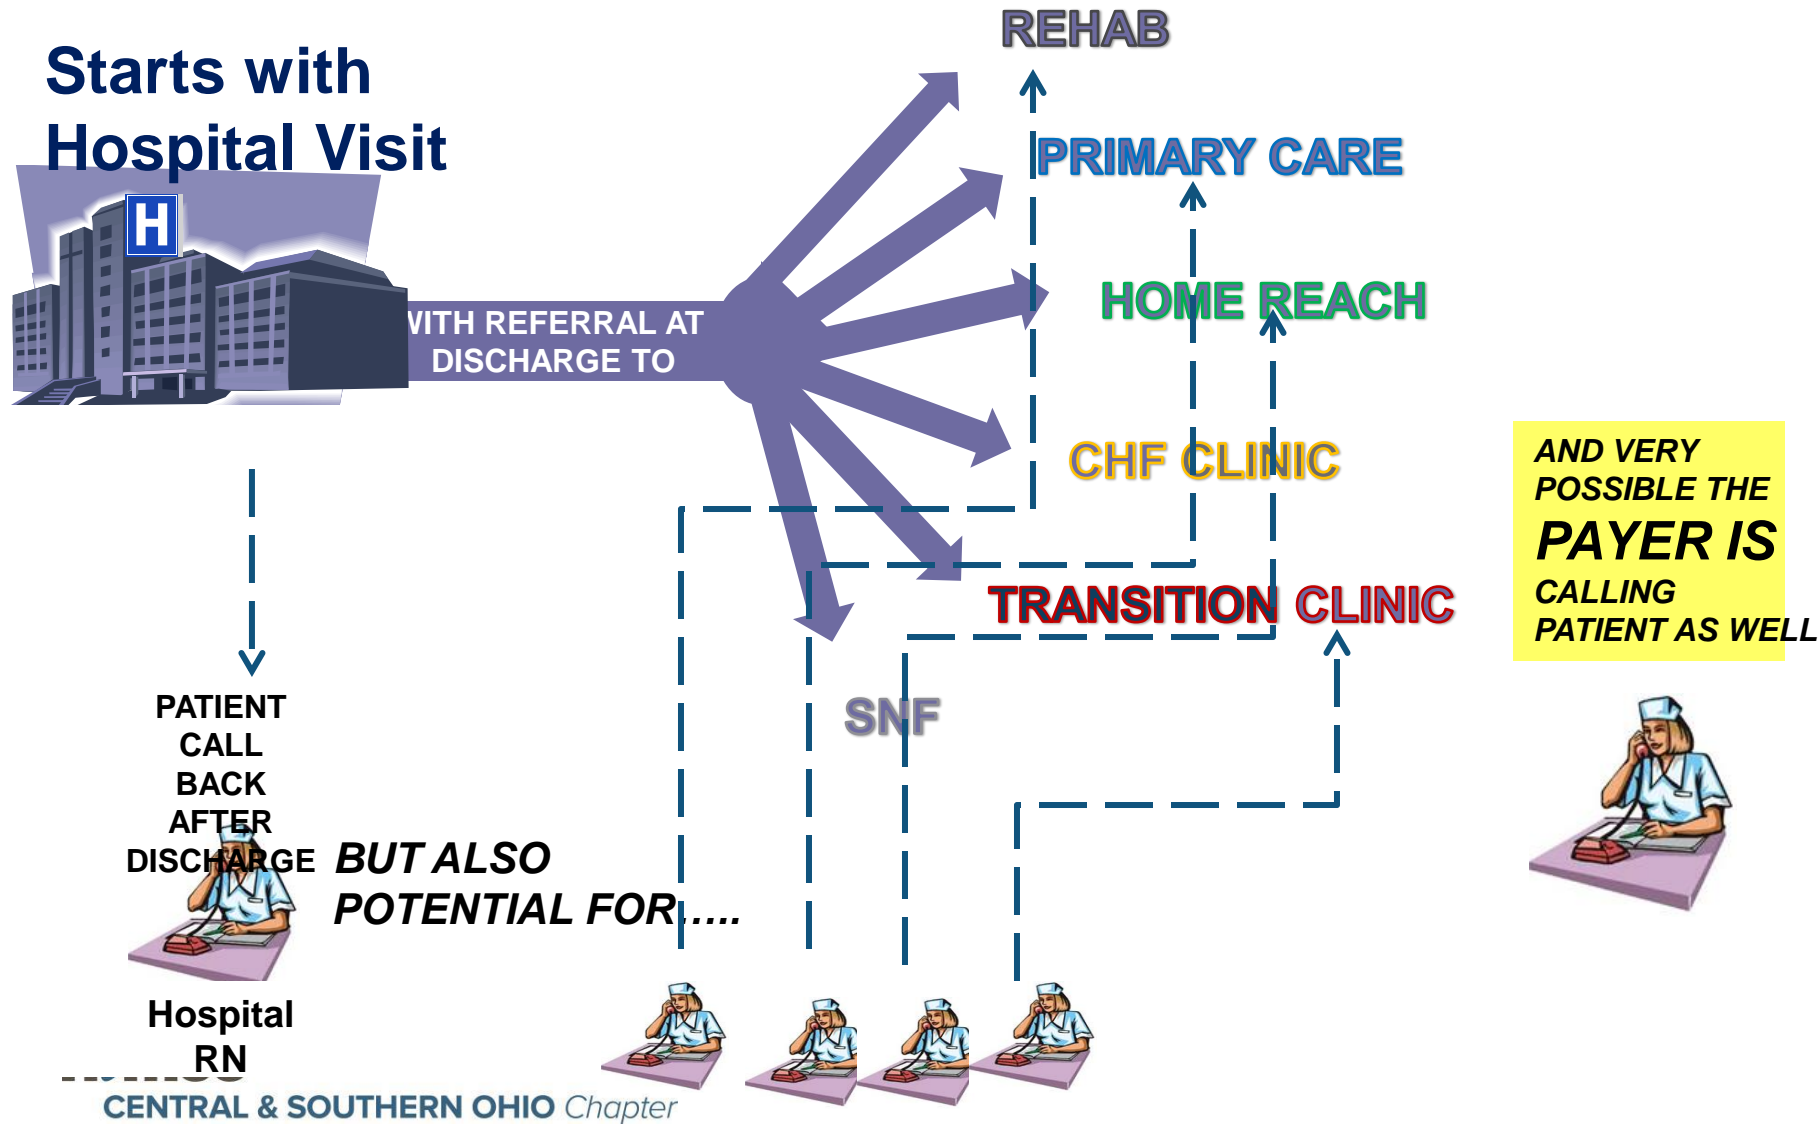 Starts with
Hospital Visit
H
WITH REFERRAL AT
DISCHARGE TO
REHAB
PRIMARY CARE
HOME REACH
CHF CLINIC
TRANSITION CLINIC
SNF
AND VERY
POSSIBLE THE
PAYER IS
CALLING
PATIENT AS WELL
PATIENT
CALL
BACK
AFTER
DISCHARGE
BUT ALSO
POTENTIAL FOR.....
Hospital
RN
CENTRAL & SOUTHERN OHIO Chapter